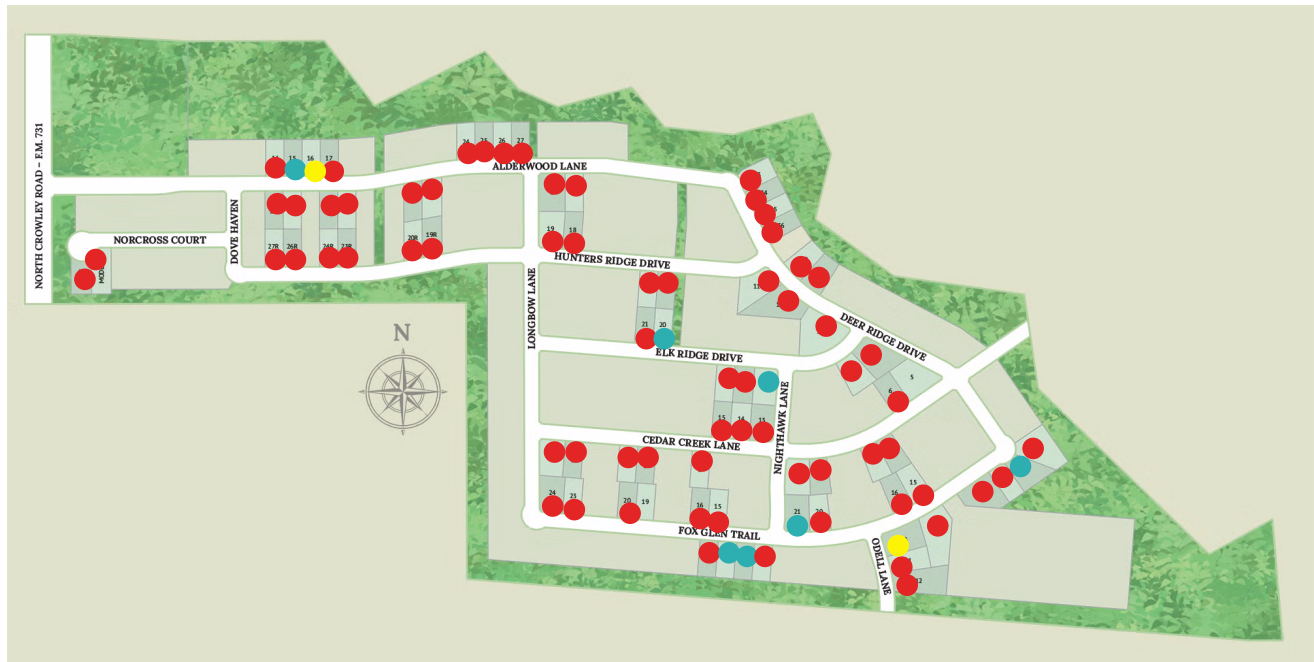 NORTH CROWLEY ROAD - F.M. 731
15
16
17
24
25
26
27
ALDERWOOD LANE
DOVE HAVEN
NORCROSS COURT
27R
26R
24R
23R
20R
19R
19
18
HUNTERS RIDGE DRIVE
LONGBOW LANE
21
20
N
ELK RIDGE DRIVE
DEER RIDGE DRIVE
5
6
NIGHTHAWK LANE
15
14
13
CEDAR CREEK LANE
24
23
20
19
16
15
21
20
16
15
FOX GLEN TRAIL
ODELL LANE
12